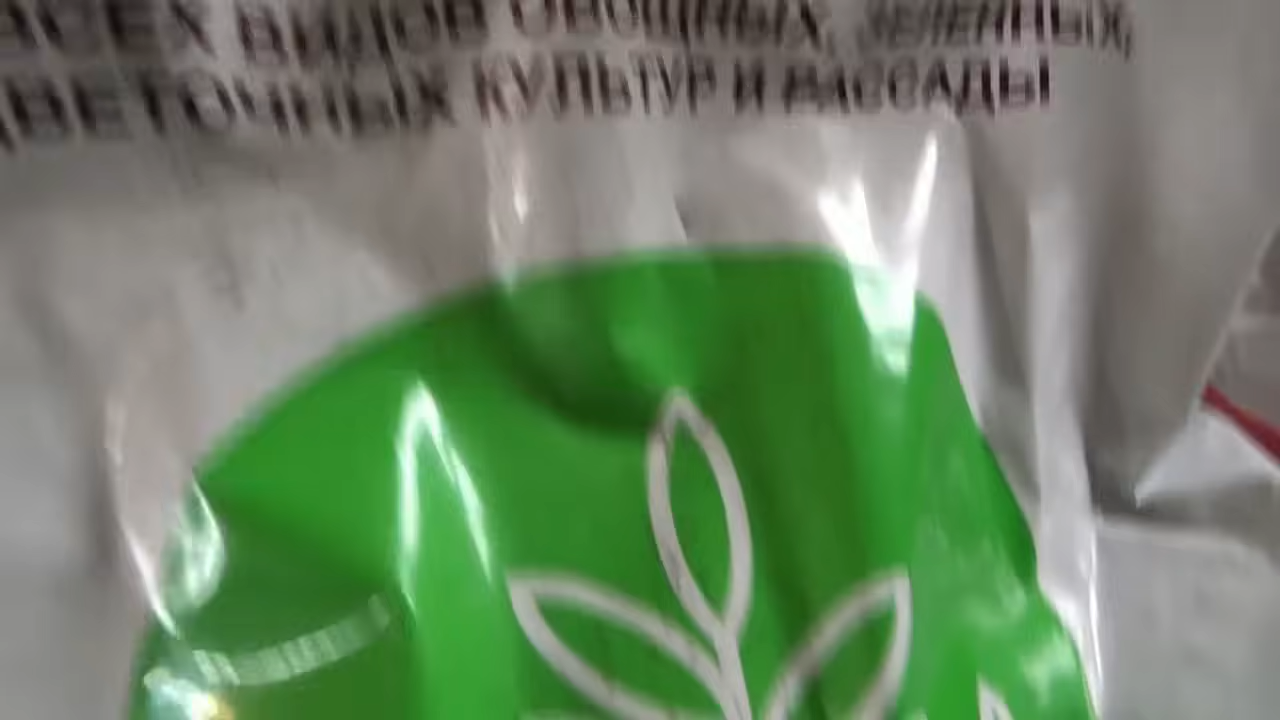 ВСЕХ ВИДОВ ОВОЩНЫХ, ЗЕЛЕННЫХ,
ЦВЕТОЧНЫХ КУЛЬТУР И РАССАДЫ